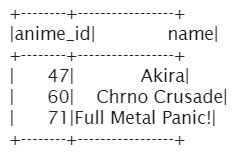 +--------+----------------+
|anime_id|            name|
+--------+----------------+
|      47|           Akira|
|      60|   Chrno Crusade|
|      71|Full Metal Panic!|
+--------+----------------+